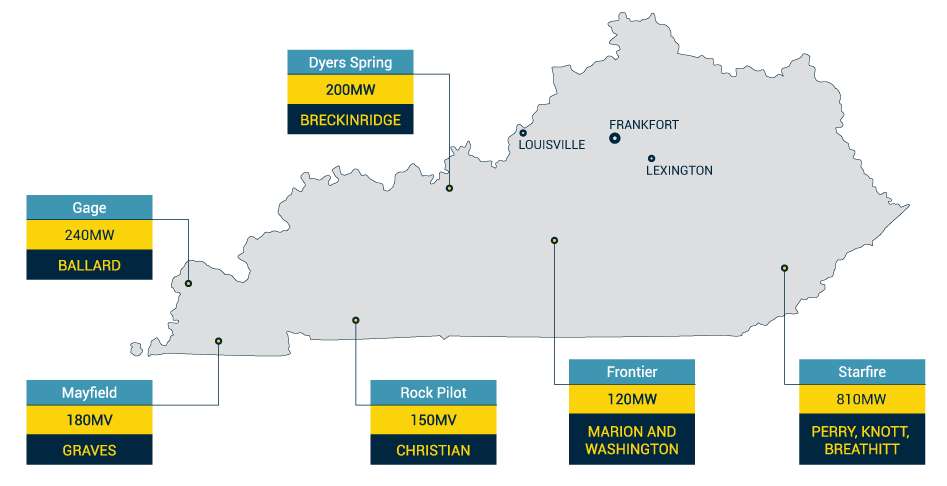 Dyers Spring
200MW
BRECKINRIDGE
FRANKFORT
LOUISVILLE
LEXINGTON
Gage
240MW
BALLARD
Mayfield
180MV
GRAVES
Rock Pilot
150MV
CHRISTIAN
Frontier
120MW
MARION AND
WASHINGTON
Starfire
810MW
PERRY, KNOTT,
BREATHITT